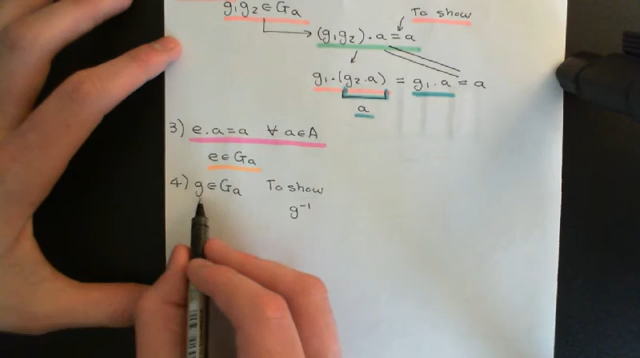 g₁g₂ ∈ Ga To show
(g₁g₂)·a = a
g₁·(g₂·a) = g₁·a = a
a
3) e·a = a ∀ a∈A
e ∈ Ga
4) g ∈ Ga To show
g⁻¹